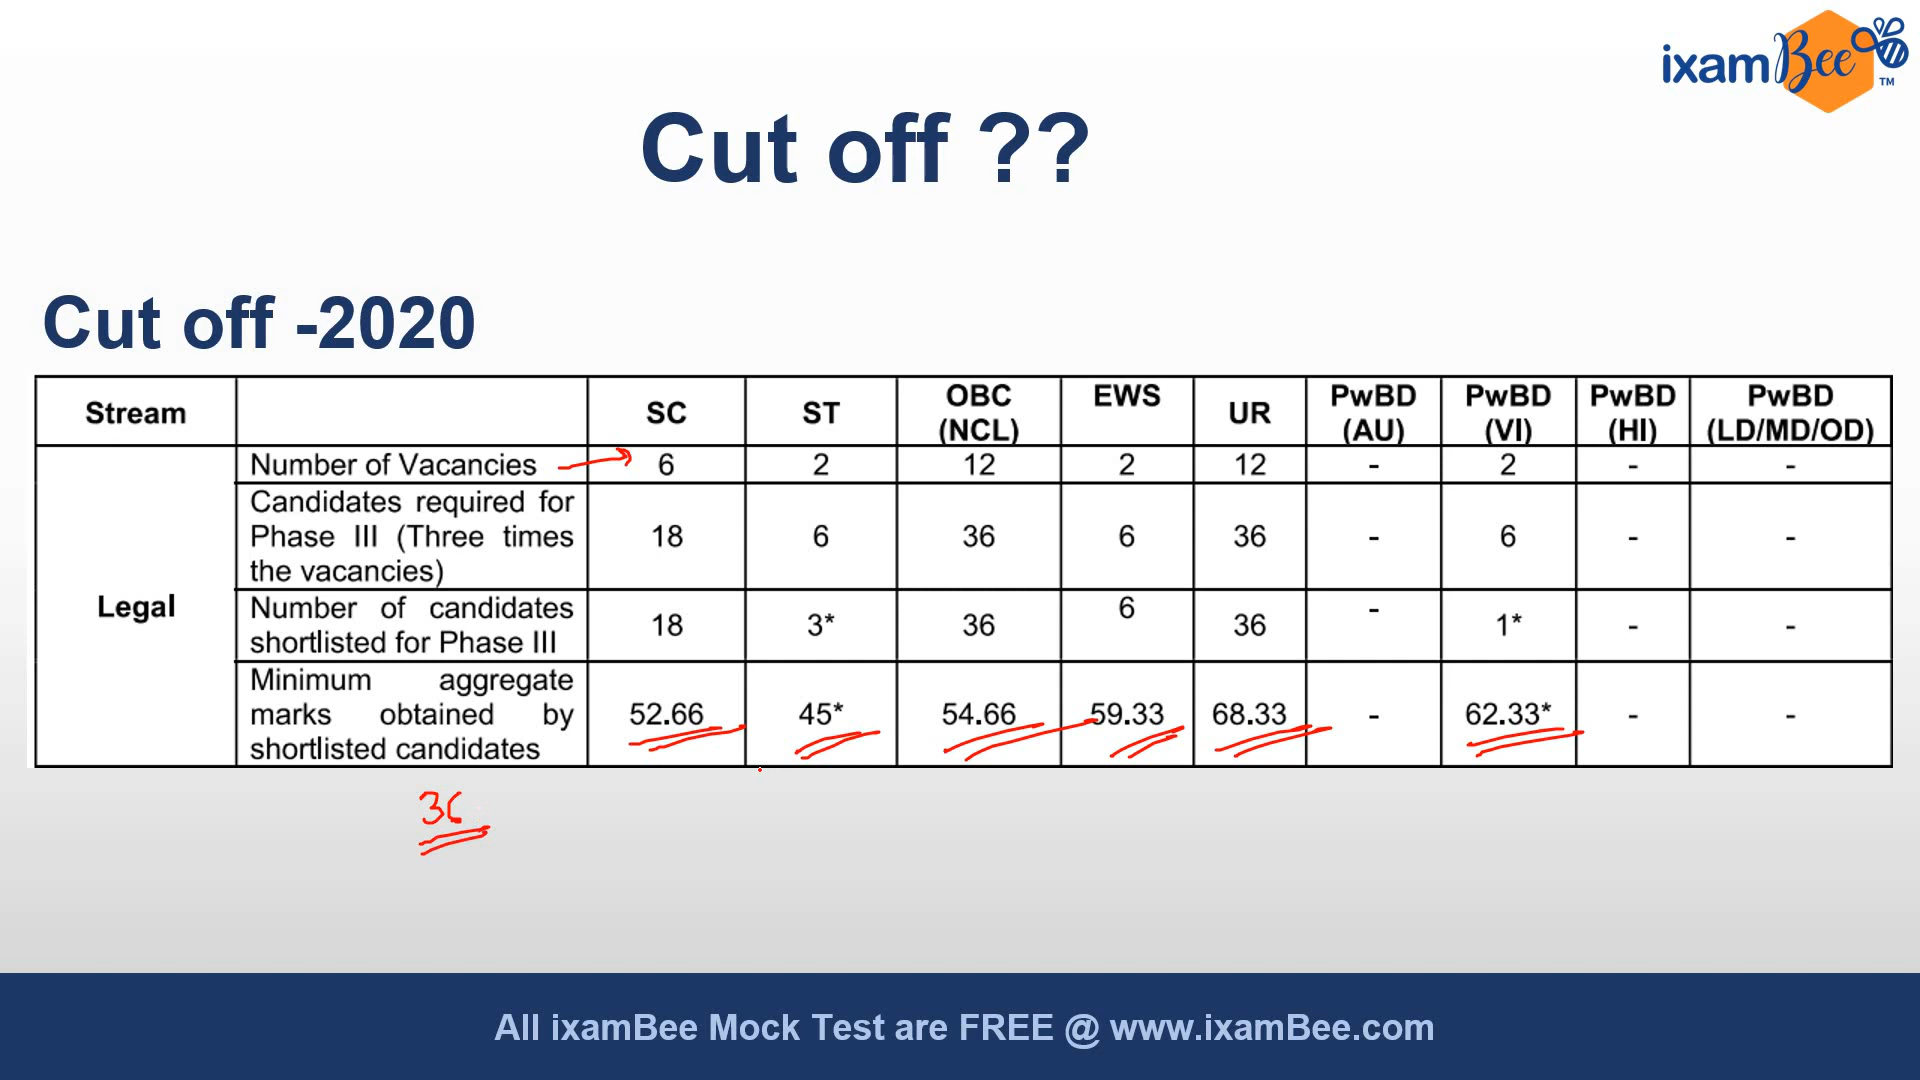 ixamBee TM
Cut off ??
Cut off -2020
Stream SC ST OBC (NCL) EWS UR PwBD (AU) PwBD (VI) PwBD (HI) PwBD (LD/MD/OD)
Legal
Number of Vacancies 6 2 12 2 12 - 2 - -
Candidates required for
Phase III (Three times
the vacancies) 18 6 36 6 36 - 6 - -
Number of candidates
shortlisted for Phase III 18 3* 36 6 36 - 1* - -
Minimum aggregate
marks obtained by
shortlisted candidates 52.66 45* 54.66 59.33 68.33 - 62.33* - -
36
All ixamBee Mock Test are FREE @ www.ixamBee.com